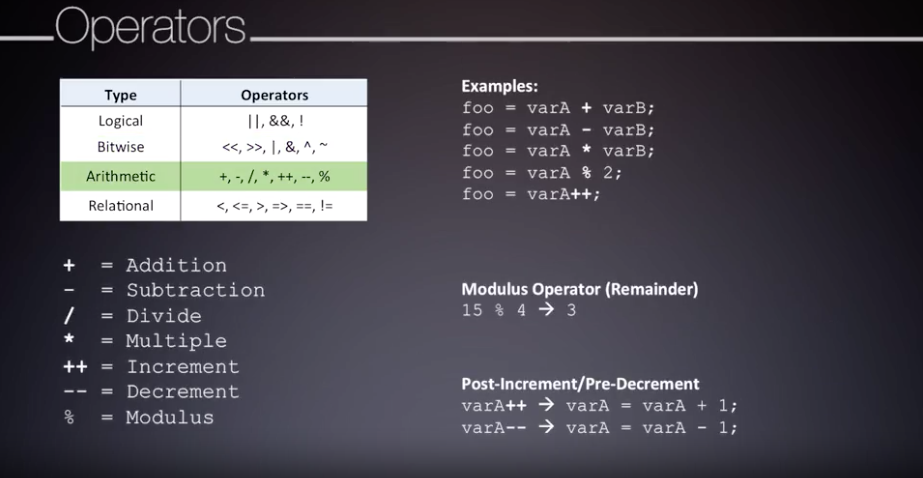 Operators
Type Operators
Logical ||, &&, !
Bitwise <<, >>, |, &, ^, ~
Arithmetic +, -, /, *, ++, --, %
Relational <, <=, >, =>, ==, !=
+ = Addition
- = Subtraction
/ = Divide
* = Multiple
++ = Increment
-- = Decrement
% = Modulus
Examples:
foo = varA + varB;
foo = varA - varB;
foo = varA * varB;
foo = varA % 2;
foo = varA++;
Modulus Operator (Remainder)
15 % 4 → 3
Post-Increment/Pre-Decrement
varA++ → varA = varA + 1;
varA-- → varA = varA - 1;